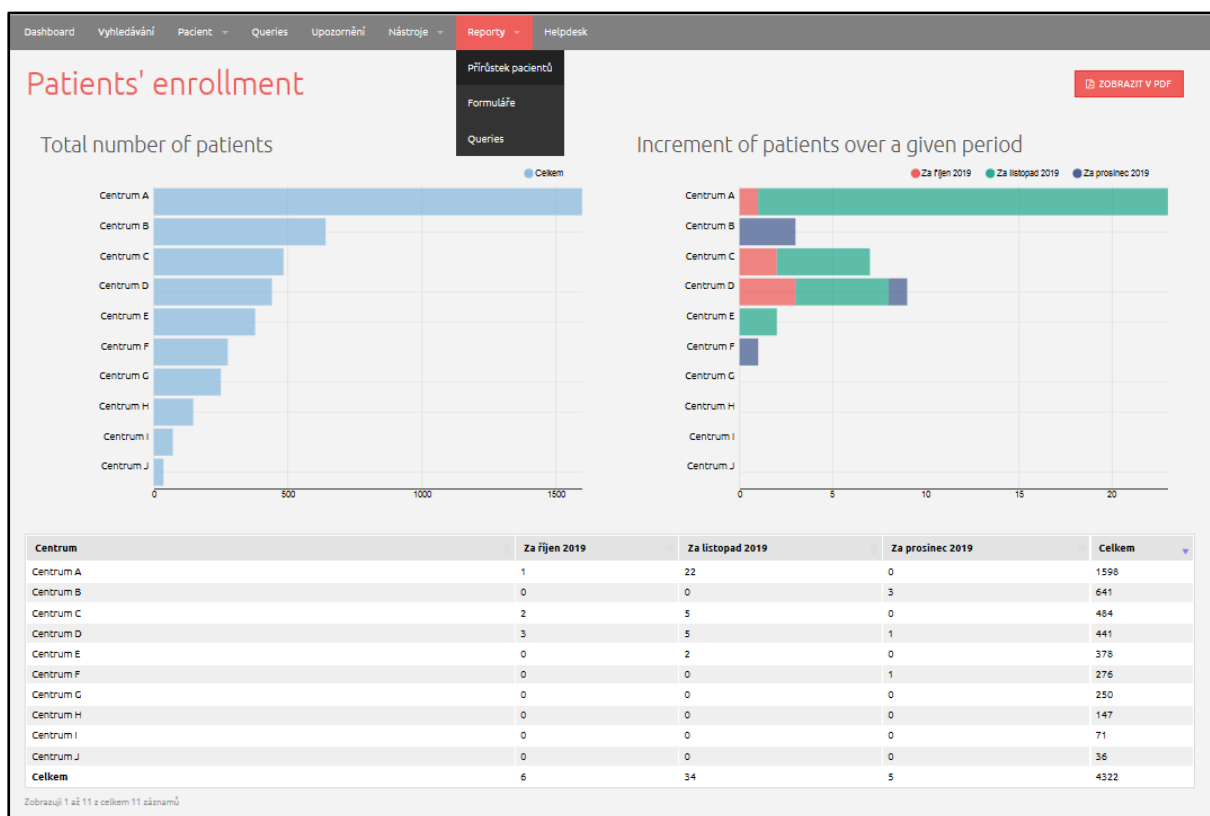 Dashboard Vyhledávání Pacient Queries Upozornění Nástroje Reporty Helpdesk
Přírůstek pacientů
Formuláře
Queries
Patients' enrollment
ZOBRAZIT V PDF
Total number of patients
Celkem
Centrum A
Centrum B
Centrum C
Centrum D
Centrum E
Centrum F
Centrum G
Centrum H
Centrum I
Centrum J
0 500 1000 1500
Increment of patients over a given period
Za říjen 2019 Za listopad 2019 Za prosinec 2019
Centrum A
Centrum B
Centrum C
Centrum D
Centrum E
Centrum F
Centrum G
Centrum H
Centrum I
Centrum J
0 5 10 15 20
Centrum Za říjen 2019 Za listopad 2019 Za prosinec 2019 Celkem
Centrum A 1 22 0 1598
Centrum B 0 0 3 641
Centrum C 2 5 0 484
Centrum D 3 5 1 441
Centrum E 0 2 0 378
Centrum F 0 0 1 276
Centrum G 0 0 0 250
Centrum H 0 0 0 147
Centrum I 0 0 0 71
Centrum J 0 0 0 36
Celkem 6 34 5 4322
Zobrazuji 1 až 11 z celkem 11 záznamů